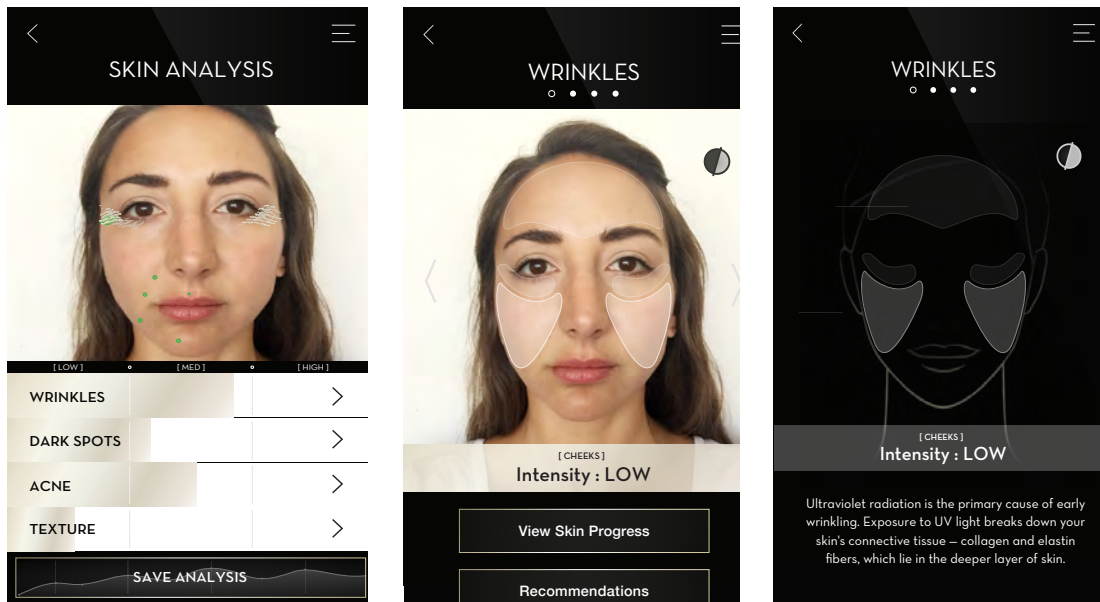 SKIN ANALYSIS
[ LOW ]
[ MED ]
[ HIGH ]
WRINKLES
DARK SPOTS
ACNE
TEXTURE
SAVE ANALYSIS
WRINKLES
[ CHEEKS ]
Intensity : LOW
View Skin Progress
Recommendations
WRINKLES
[ CHEEKS ]
Intensity : LOW
Ultraviolet radiation is the primary cause of early
wrinkling. Exposure to UV light breaks down your
skin's connective tissue – collagen and elastin
fibers, which lie in the deeper layer of skin.